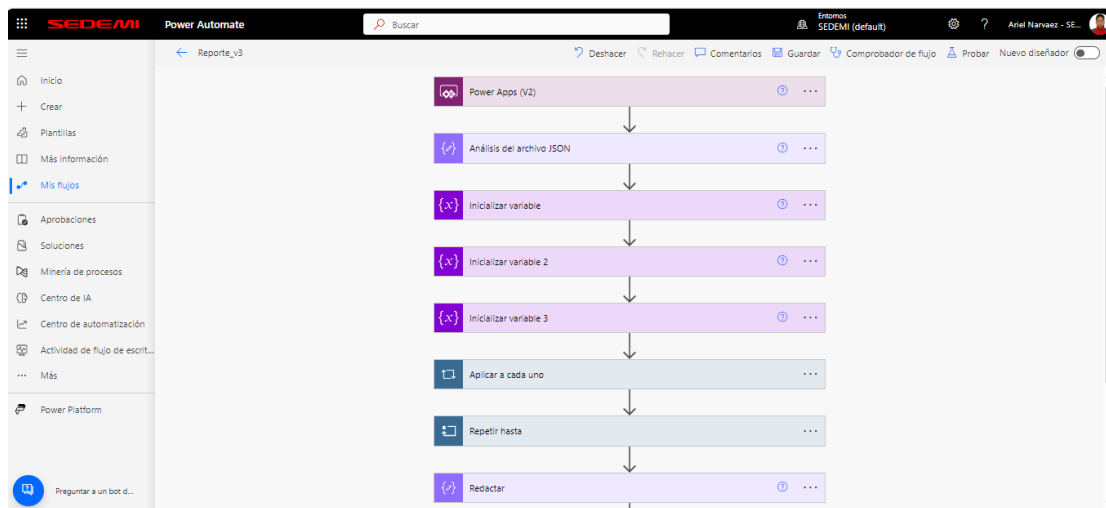 SEDEMI Power Automate Buscar Entornos
SEDEMI (default) ? Ariel Narvaez - SE...
Reporte_v3 Deshacer Rehacer Comentarios Guardar Comprobador de flujo Probar Nuevo diseñador
Inicio
Crear
Plantillas
Más información
Mis flujos
Aprobaciones
Soluciones
Minería de procesos
Centro de IA
Centro de automatización
Actividad de flujo de escrit...
Más
Power Platform
Preguntar a un bot d...
Power Apps (V2)
Análisis del archivo JSON
{x} Inicializar variable
{x} Inicializar variable 2
{x} Inicializar variable 3
Aplicar a cada uno
Repetir hasta
Redactar